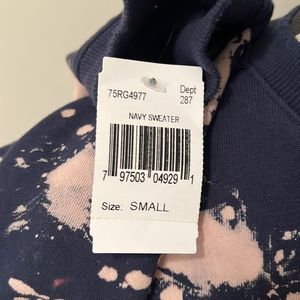 75RG4977 Dept
287
NAVY SWEATER
7 97503 04929 1
Size: SMALL